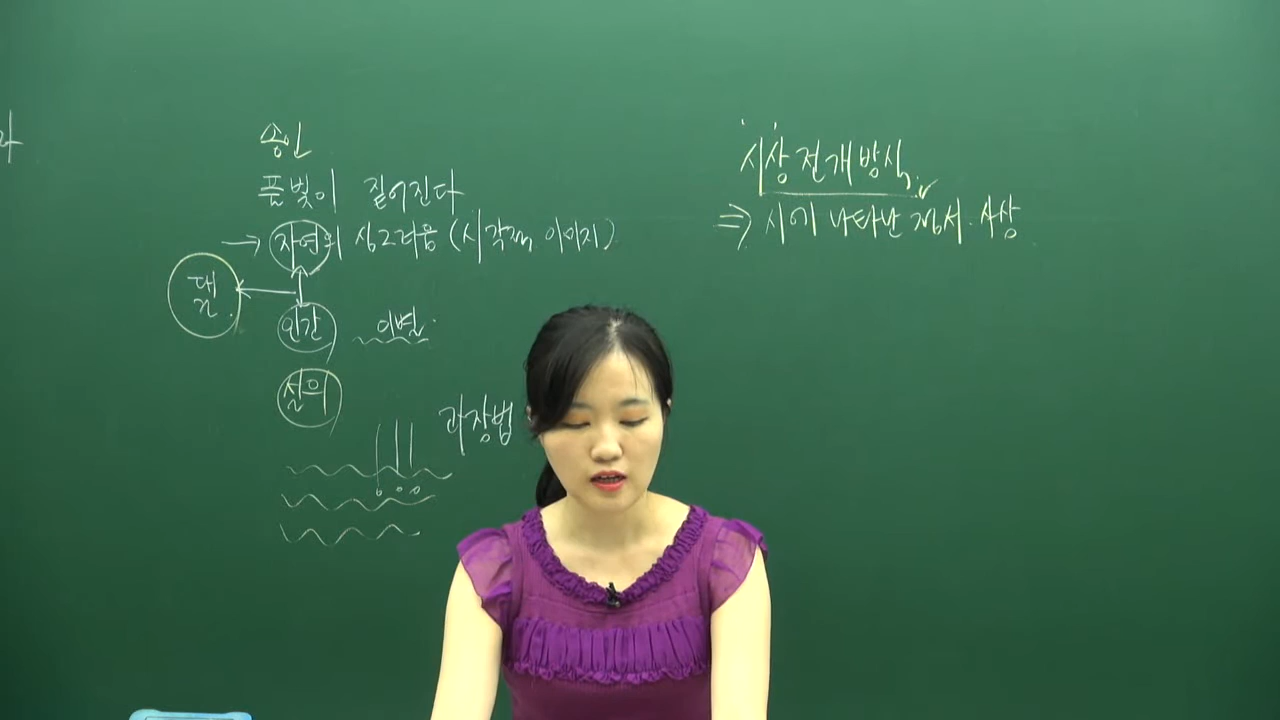 송인
풀빛이 짙어진다
→ 자연의 싱그러움 (시각적 이미지)
대조
인간 이별
설의
과장법
시상 전개 방식
⇒ 시에 나타난 정서·사상